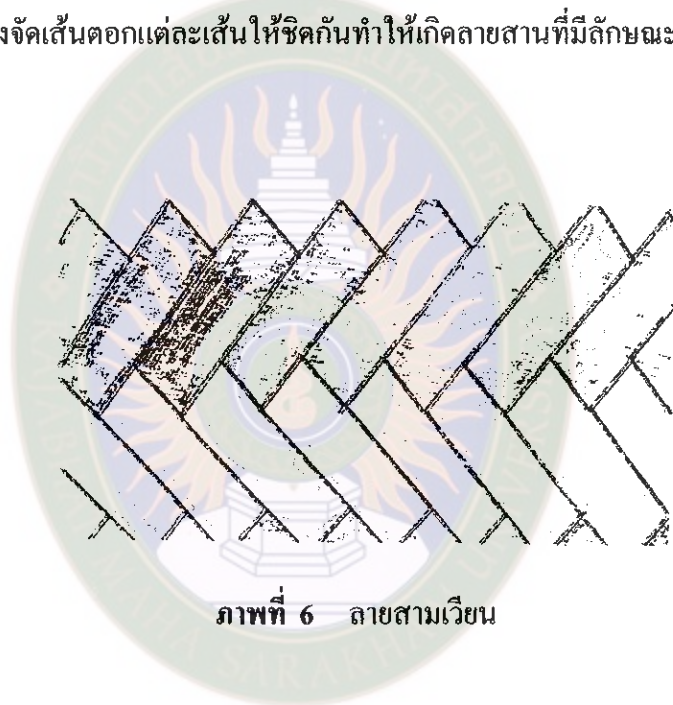 งจัดเส้นตอกแต่ละเส้นให้ชิดกันทำให้เกิดลายสานที่มีลักษณะ
ภาพที่ 6 ลายสามเวียน
MAHA SARAKHAM UNIVERSITY